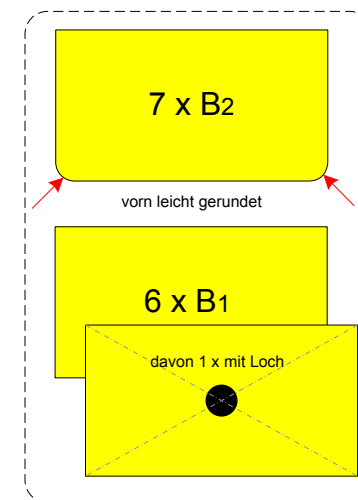 7 x B2
vorn leicht gerundet
6 x B1
davon 1 x mit Loch